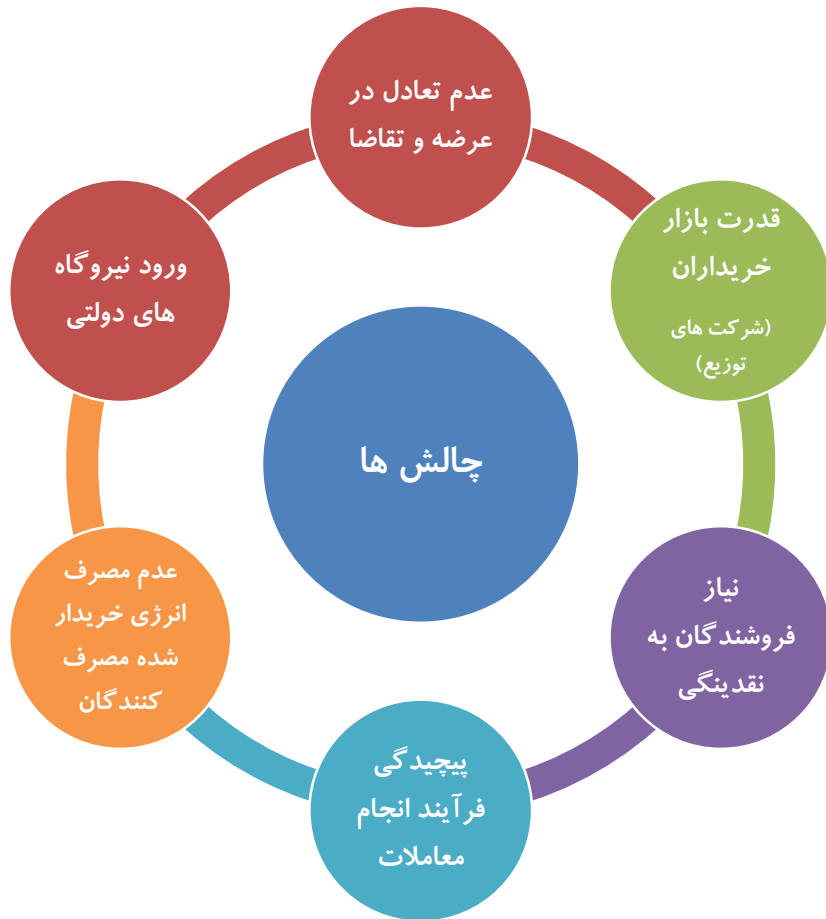 عدم تعادل در
عرضه و تقاضا
قدرت بازار
خریداران
(شرکت های
توزیع)
نیاز
فروشندگان به
نقدینگی
پیچیدگی
فرآیند انجام
معاملات
عدم مصرف
انرژی خریدار
شده مصرف
کنندگان
ورود نیروگاه
های دولتی
چالش ها